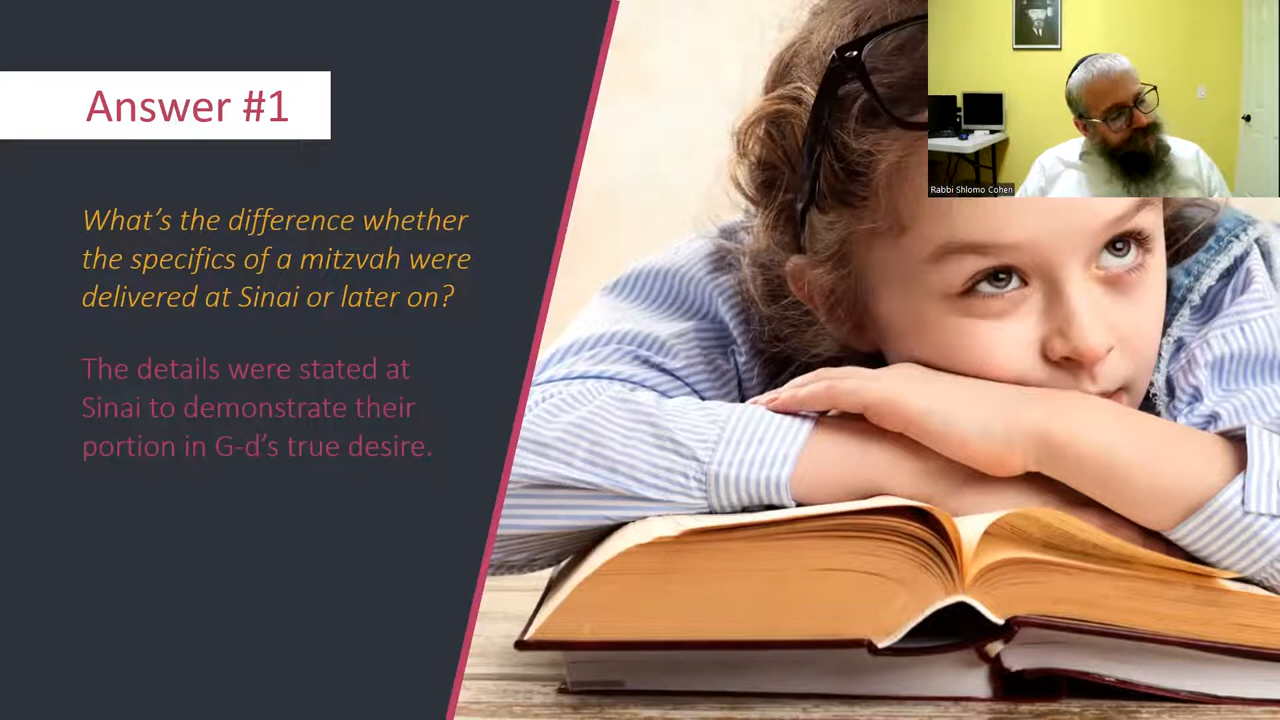 Answer #1
What's the difference whether
the specifics of a mitzvah were
delivered at Sinai or later on?
The details were stated at
Sinai to demonstrate their
portion in G-d's true desire.
Rabbi Shlomo Cohen